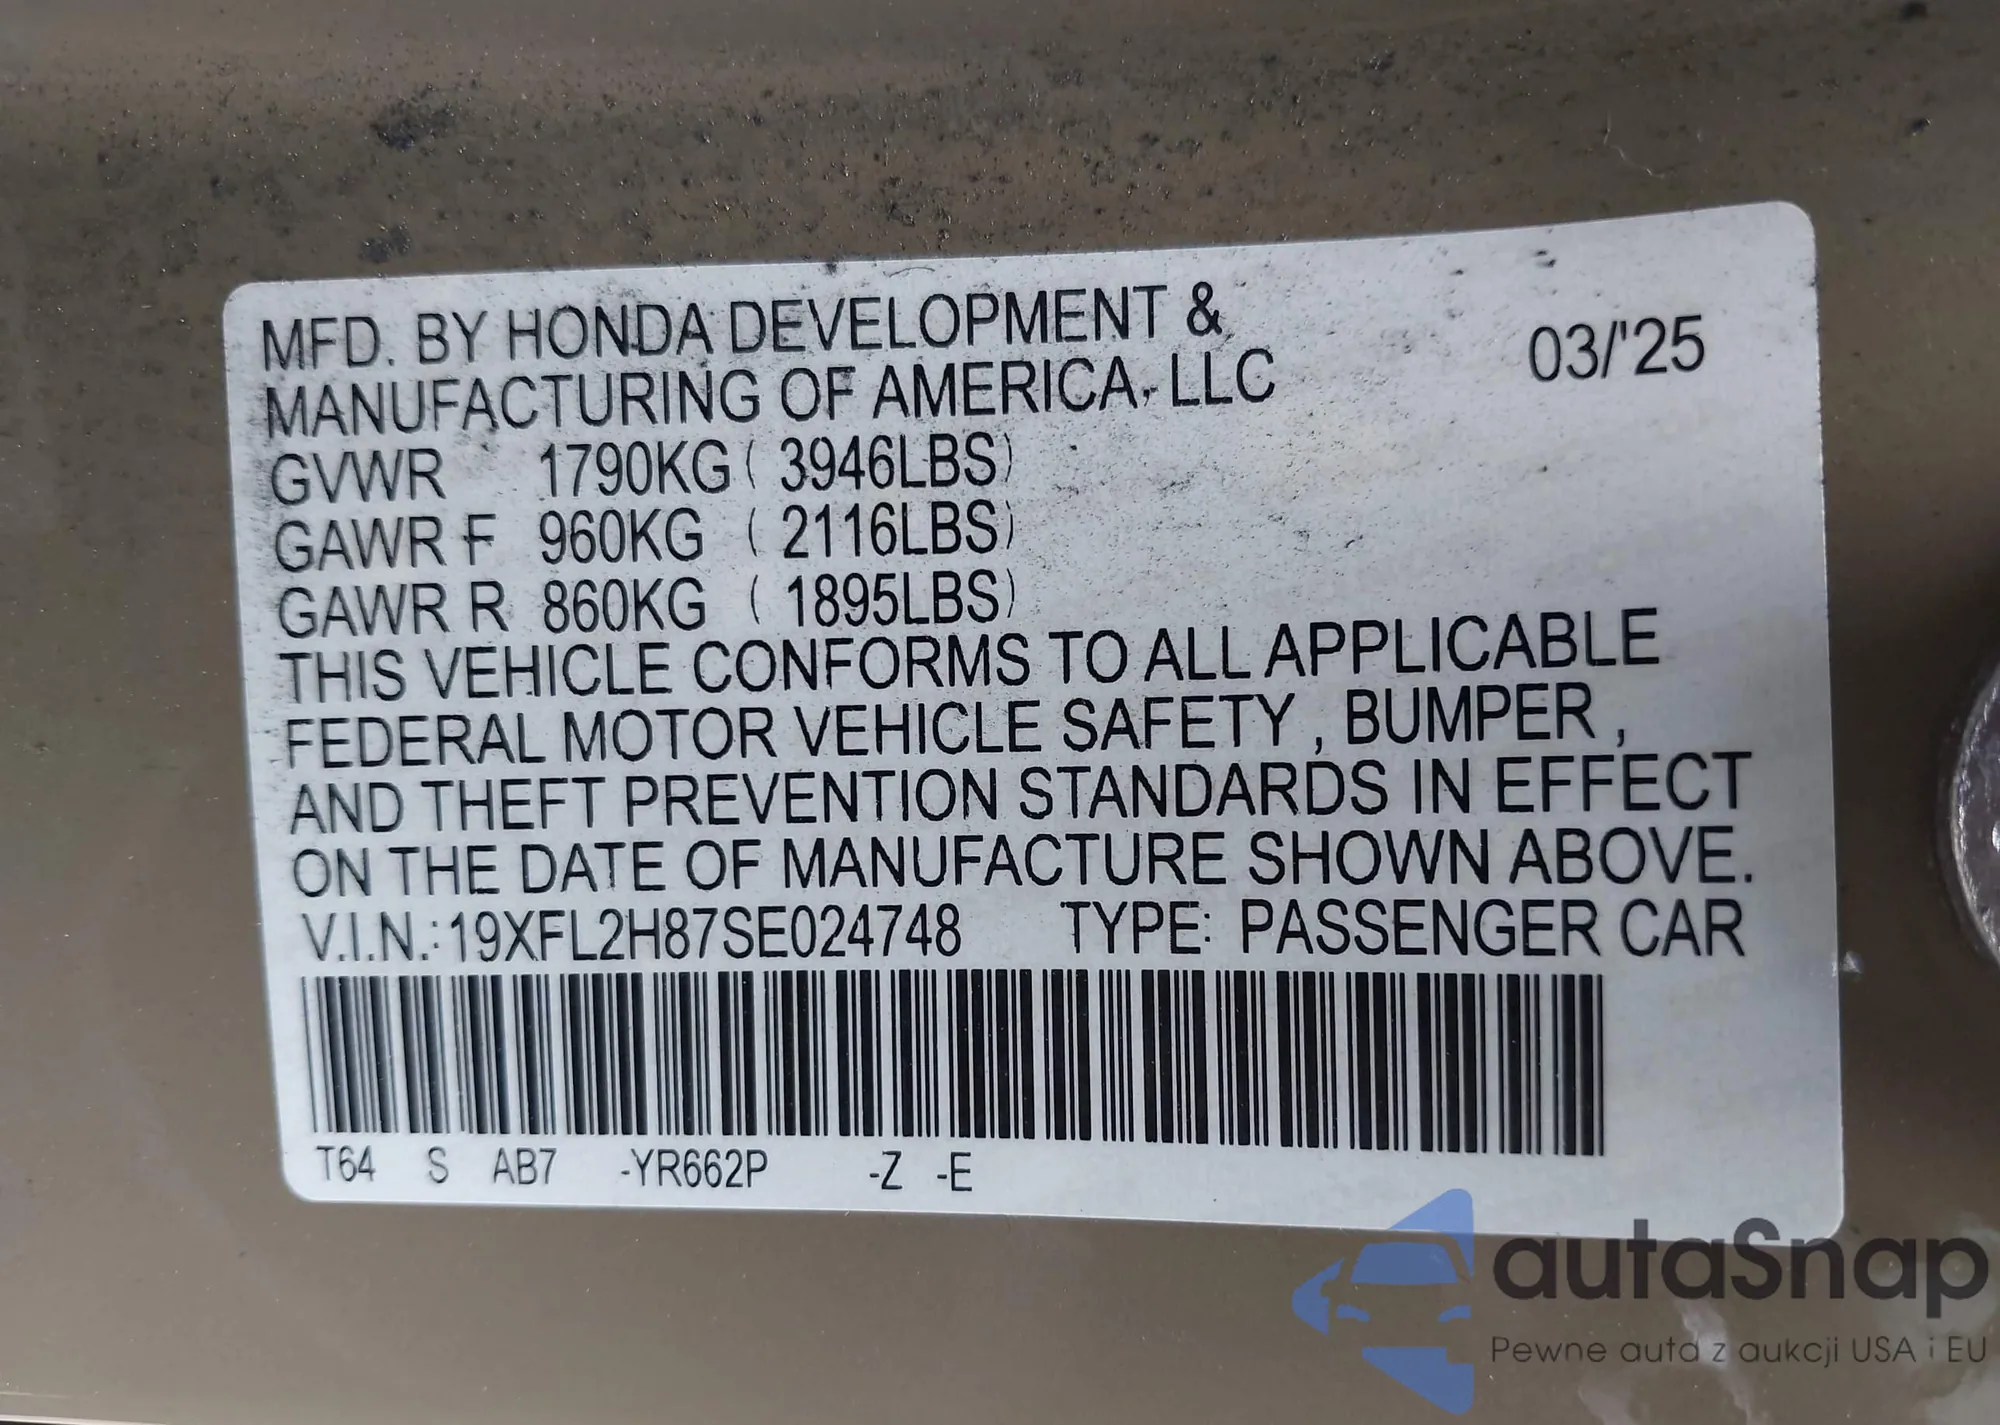 MFD. BY HONDA DEVELOPMENT &
MANUFACTURING OF AMERICA, LLC
03/'25
GVWR 1790KG ( 3946LBS)
GAWR F 960KG ( 2116LBS)
GAWR R 860KG ( 1895LBS)
THIS VEHICLE CONFORMS TO ALL APPLICABLE
FEDERAL MOTOR VEHICLE SAFETY , BUMPER ,
AND THEFT PREVENTION STANDARDS IN EFFECT
ON THE DATE OF MANUFACTURE SHOWN ABOVE.
V.I.N.: 19XFL2H87SE024748 TYPE: PASSENGER CAR
T64 S AB7 -YR662P -Z -E
autaSnap
Pewne auta z aukcji USA i EU